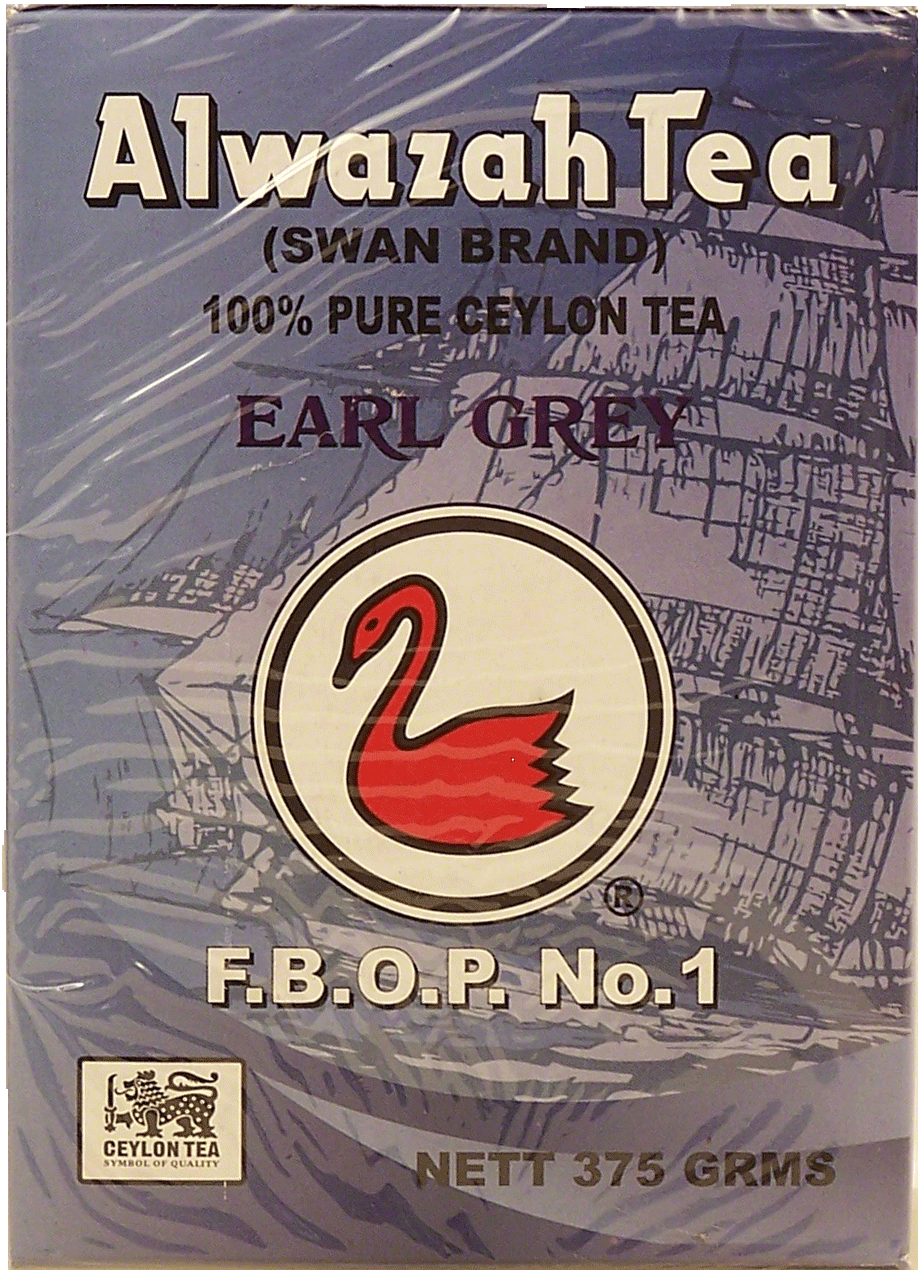 Alwazah Tea
(SWAN BRAND)
100% PURE CEYLON TEA
EARL GREY
®
F.B.O.P. No.1
CEYLON TEA
SYMBOL OF QUALITY
NETT 375 GRMS